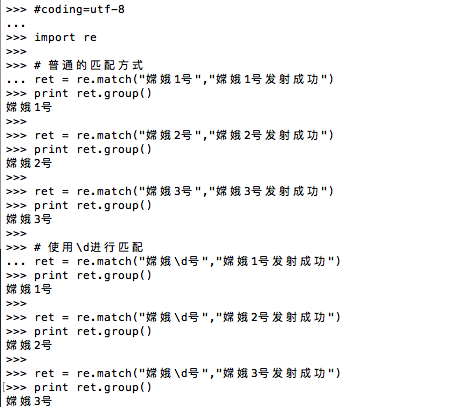 >>> #coding=utf-8
...
>>> import re
>>>
>>> # 普通的匹配方式
... ret = re.match("嫦娥1号","嫦娥1号发射成功")
>>> print ret.group()
嫦娥1号
>>>
>>> ret = re.match("嫦娥2号","嫦娥2号发射成功")
>>> print ret.group()
嫦娥2号
>>>
>>> ret = re.match("嫦娥3号","嫦娥3号发射成功")
>>> print ret.group()
嫦娥3号
>>>
>>> # 使用\d进行匹配
... ret = re.match("嫦娥\d号","嫦娥1号发射成功")
>>> print ret.group()
嫦娥1号
>>>
>>> ret = re.match("嫦娥\d号","嫦娥2号发射成功")
>>> print ret.group()
嫦娥2号
>>>
>>> ret = re.match("嫦娥\d号","嫦娥3号发射成功")
>>> print ret.group()
嫦娥3号